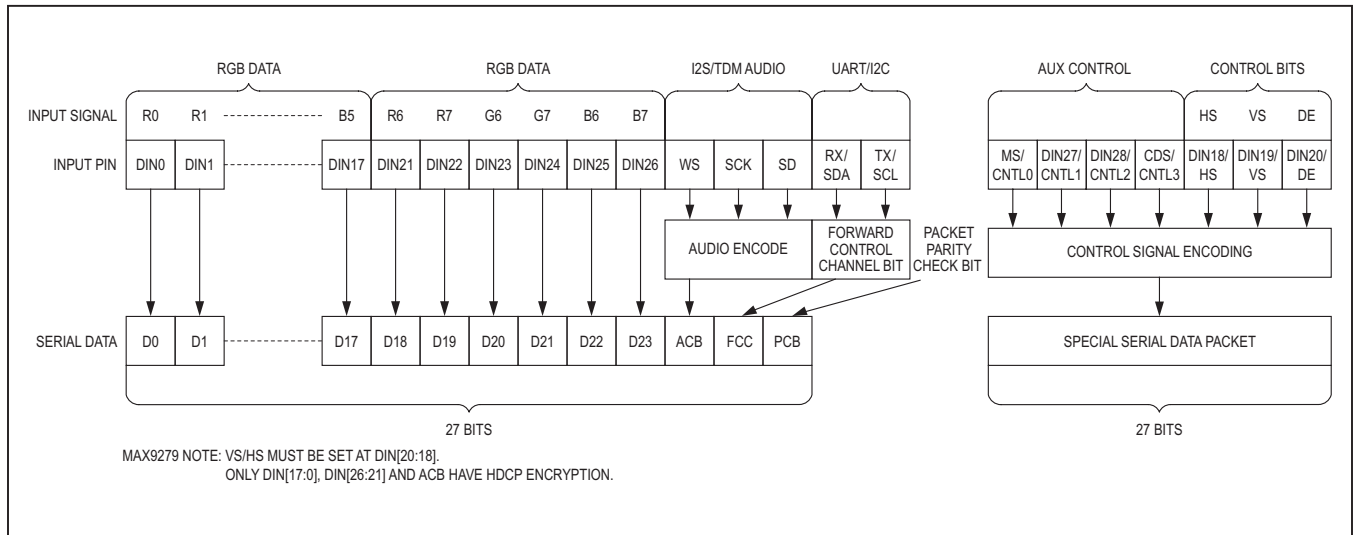 RGB DATA RGB DATA I2S/TDM AUDIO UART/I2C AUX CONTROL CONTROL BITS
INPUT SIGNAL R0 R1 B5 R6 R7 G6 G7 B6 B7 HS VS DE
INPUT PIN DIN0 DIN1 DIN17 DIN21 DIN22 DIN23 DIN24 DIN25 DIN26 WS SCK SD RX/ TX/ MS/ DIN27/ DIN28/ CDS/ DIN18/ DIN19/ DIN20/
SDA SCL CNTL0 CNTL1 CNTL2 CNTL3 HS VS DE
AUDIO ENCODE FORWARD CONTROL CHANNEL BIT PACKET PARITY CHECK BIT CONTROL SIGNAL ENCODING
SERIAL DATA D0 D1 D17 D18 D19 D20 D21 D22 D23 ACB FCC PCB SPECIAL SERIAL DATA PACKET
27 BITS 27 BITS
MAX9279 NOTE: VS/HS MUST BE SET AT DIN[20:18].
ONLY DIN[17:0], DIN[26:21] AND ACB HAVE HDCP ENCRYPTION.